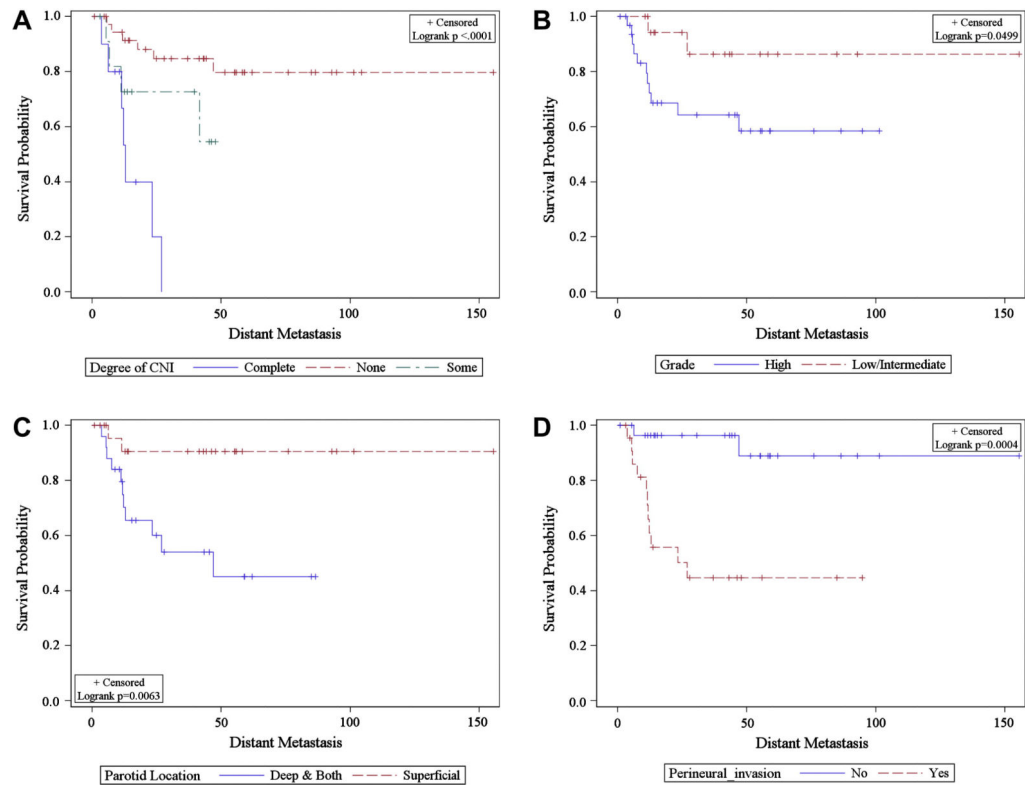 A
+ Censored
Logrank p <.0001
Survival Probability
1.0
0.8
0.6
0.4
0.2
0.0
0 50 100 150
Distant Metastasis
Degree of CNI Complete None Some
B
+ Censored
Logrank p=0.0499
Survival Probability
1.0
0.8
0.6
0.4
0.2
0.0
0 50 100 150
Distant Metastasis
Grade High Low/Intermediate
C
+ Censored
Logrank p=0.0063
Survival Probability
1.0
0.8
0.6
0.4
0.2
0.0
0 50 100 150
Distant Metastasis
Parotid Location Deep & Both Superficial
D
+ Censored
Logrank p=0.0004
Survival Probability
1.0
0.8
0.6
0.4
0.2
0.0
0 50 100 150
Distant Metastasis
Perineural_invasion No Yes